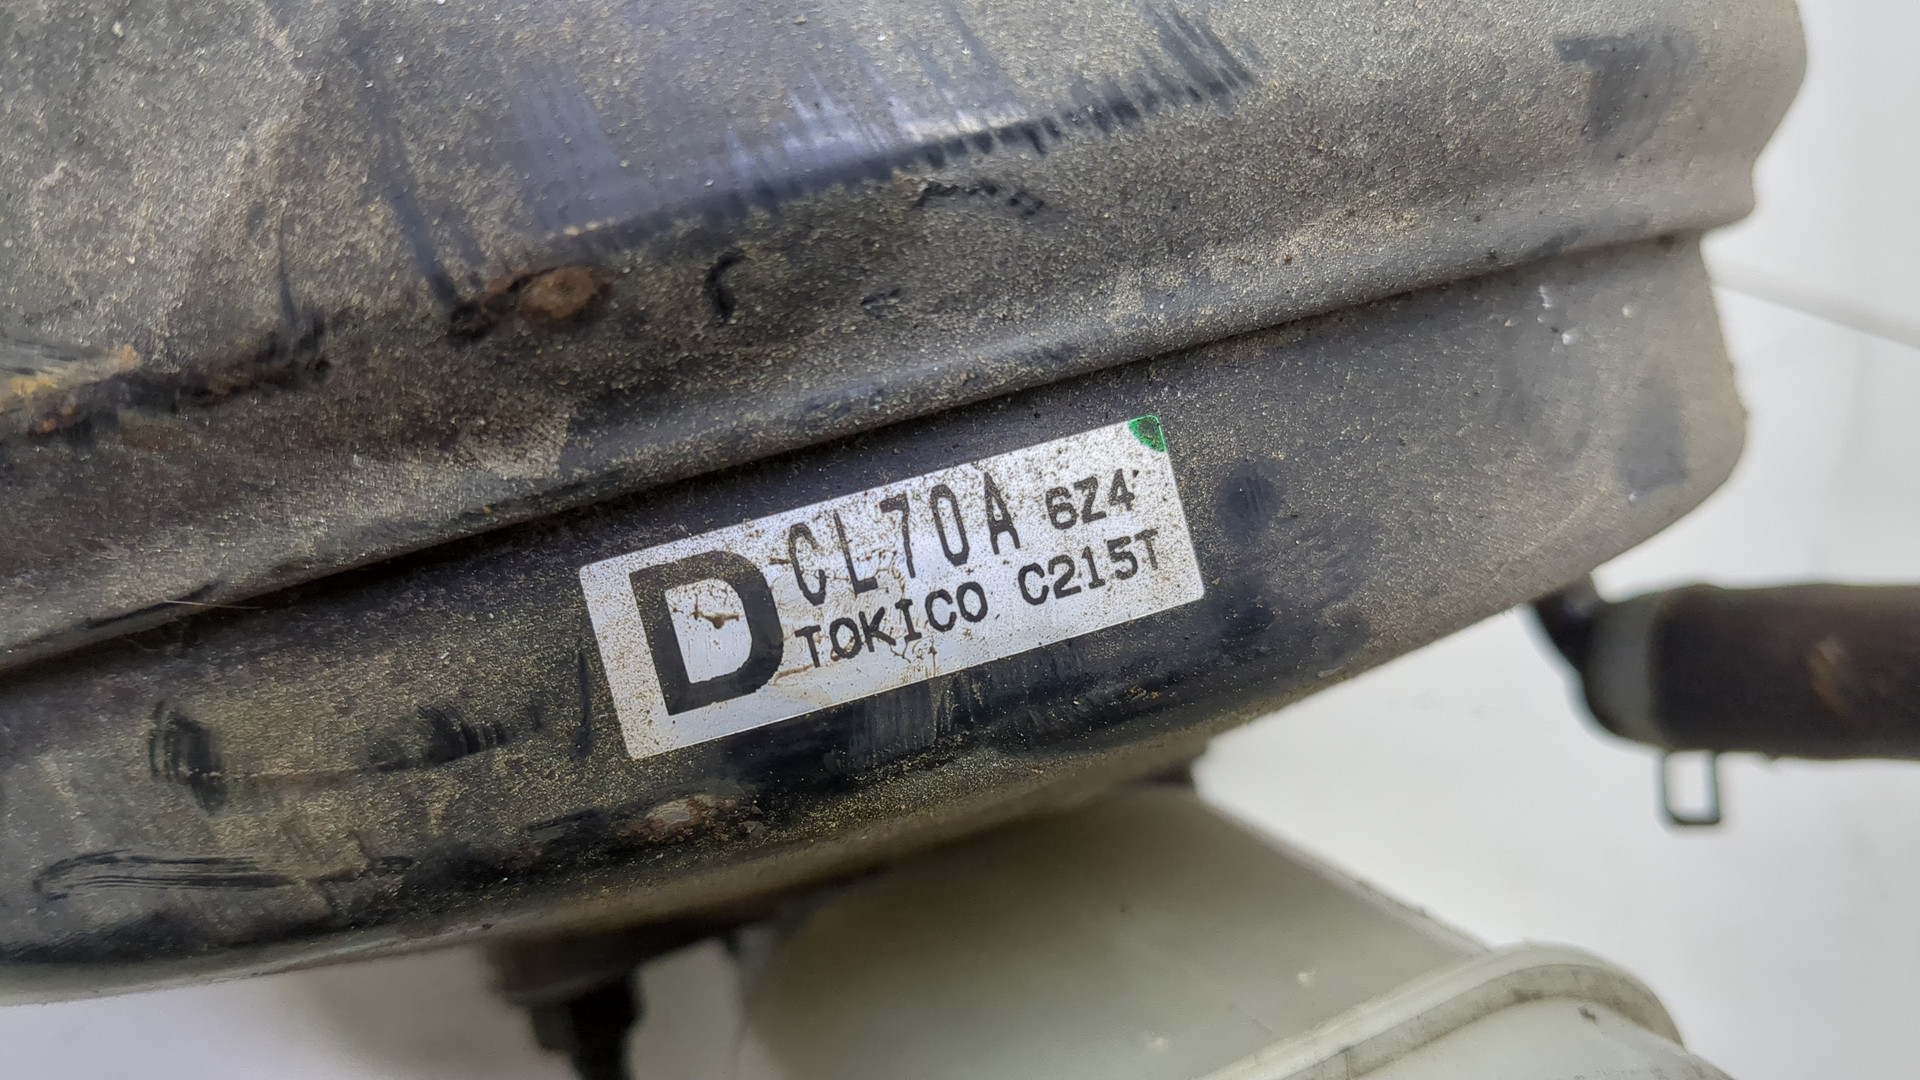 D CL70A 6Z4
TOKICO C215T